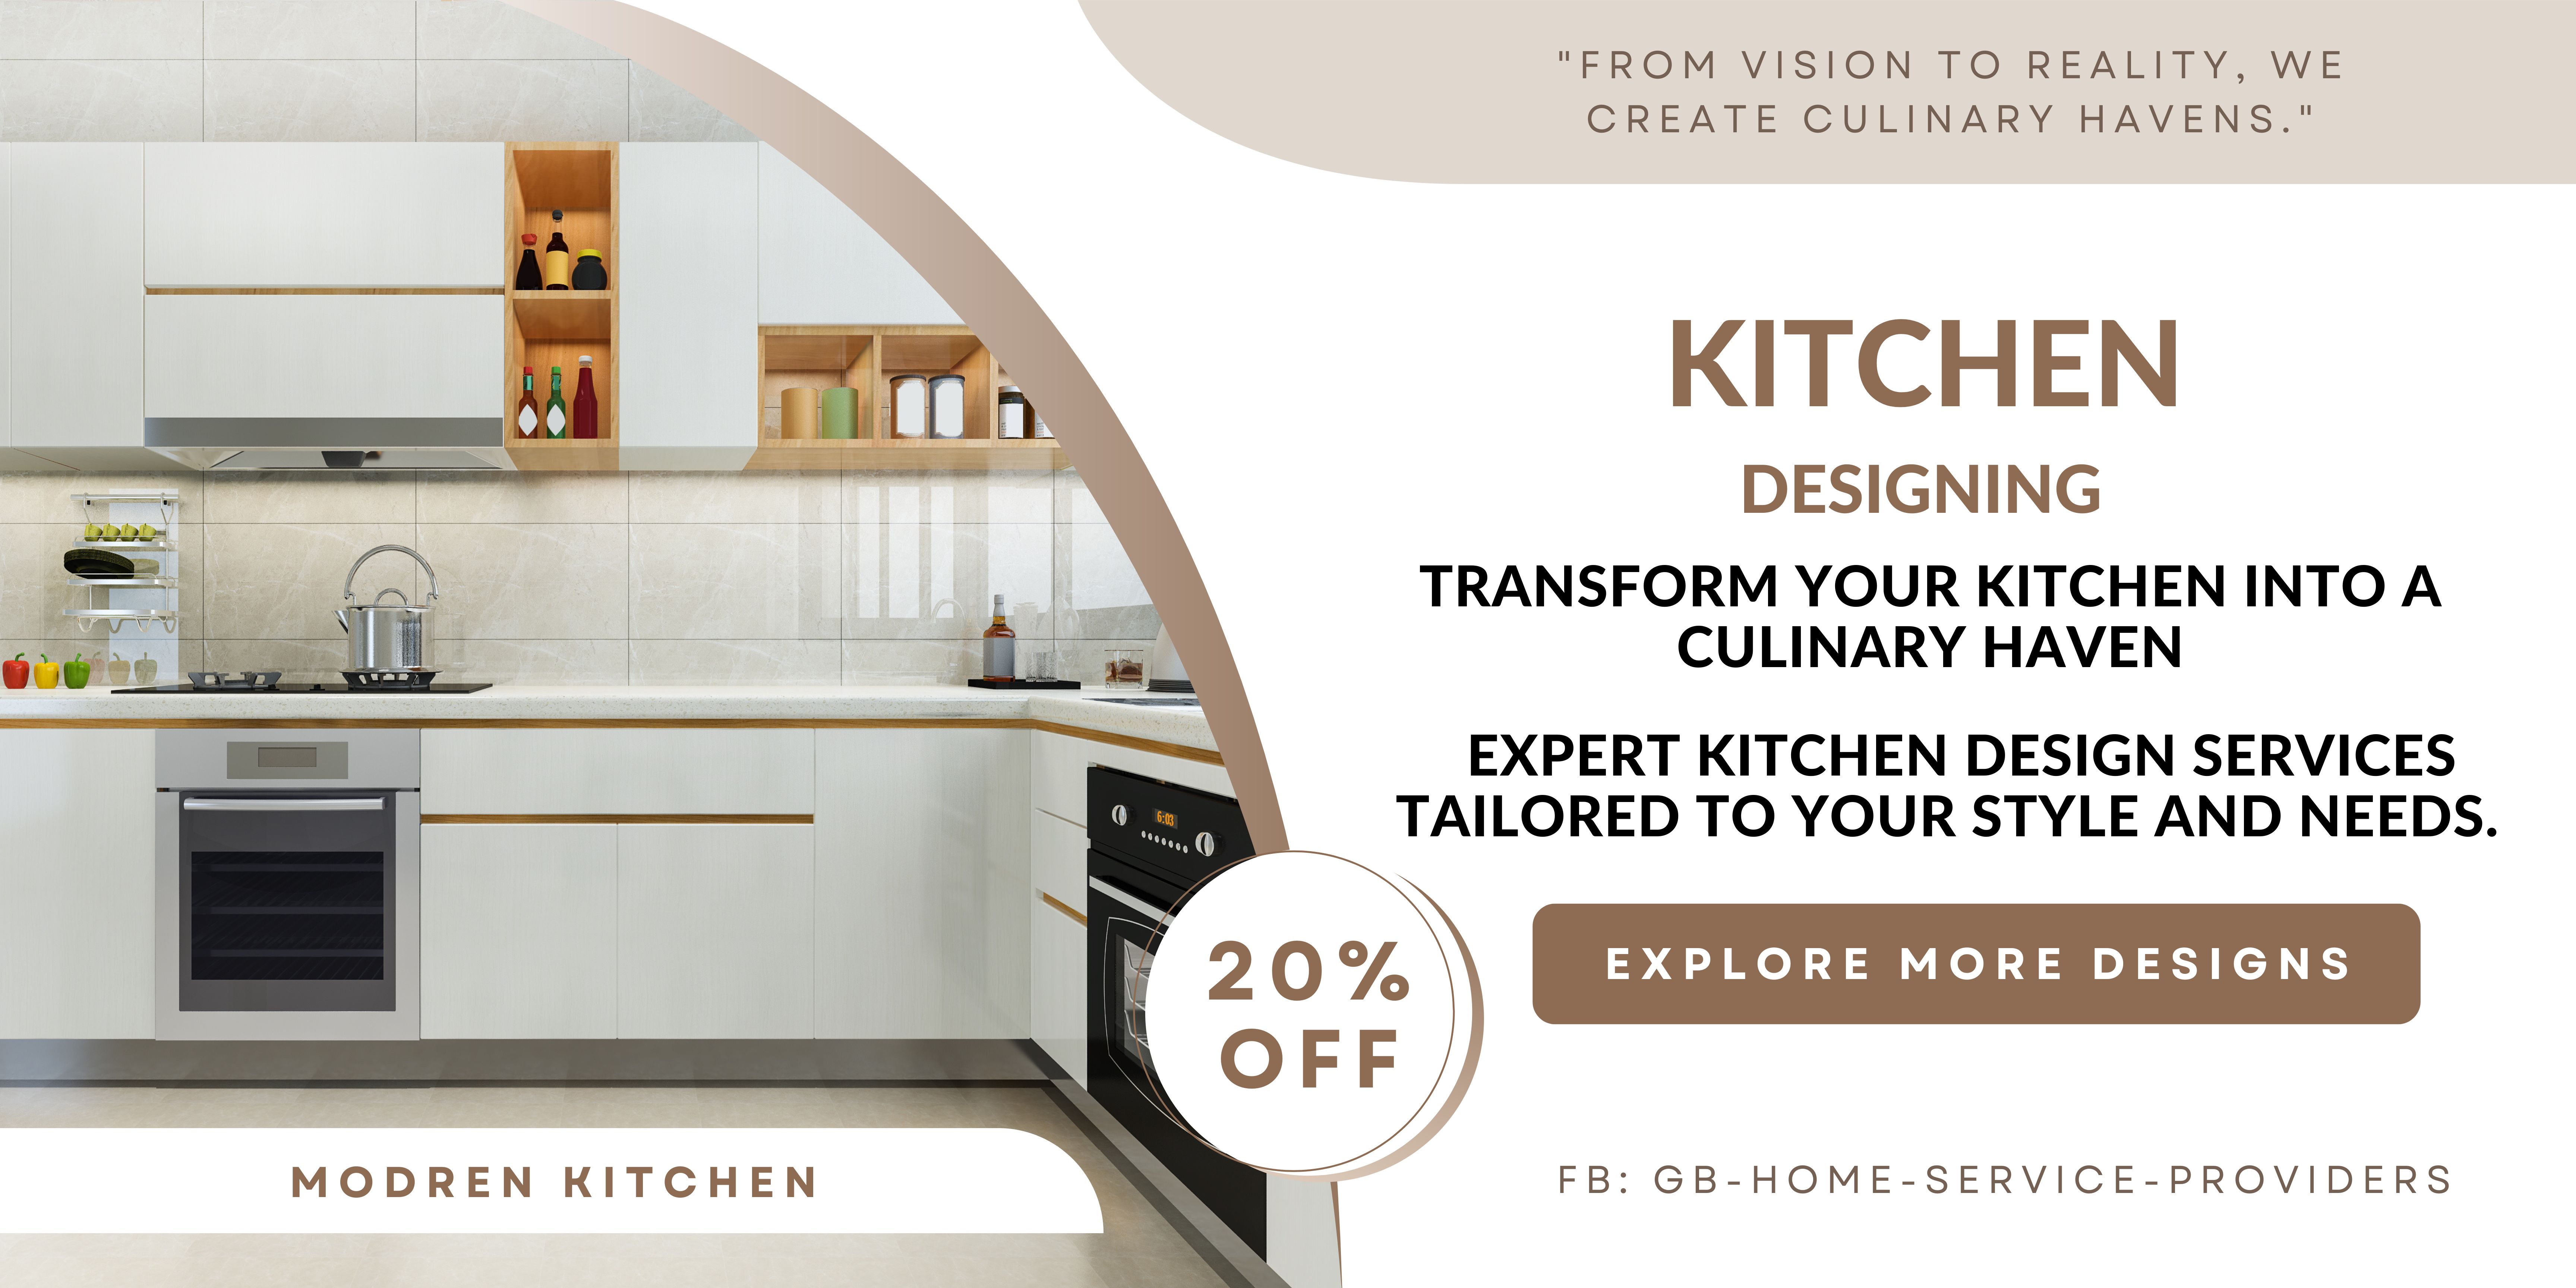 "FROM VISION TO REALITY, WE
CREATE CULINARY HAVENS."
KITCHEN
DESIGNING
TRANSFORM YOUR KITCHEN INTO A
CULINARY HAVEN
EXPERT KITCHEN DESIGN SERVICES
TAILORED TO YOUR STYLE AND NEEDS.
6:03
20%
OFF
EXPLORE MORE DESIGNS
MODREN KITCHEN
FB: GB-HOME-SERVICE-PROVIDERS